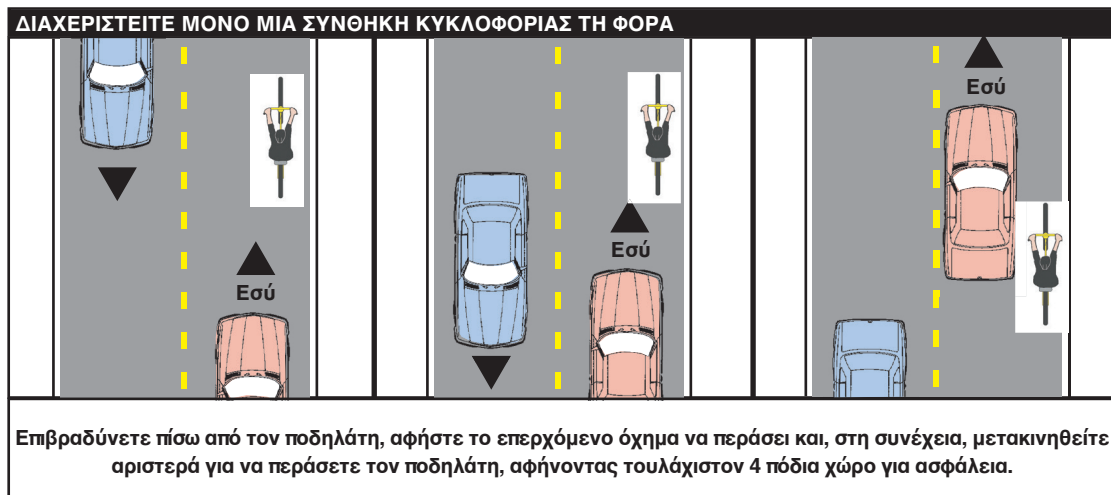 ΔΙΑΧΕΡΙΣΤΕΙΤΕ ΜΟΝΟ ΜΙΑ ΣΥΝΘΗΚΗ ΚΥΚΛΟΦΟΡΙΑΣ ΤΗ ΦΟΡΑ
Εσύ
Εσύ
Εσύ
Επιβραδύνετε πίσω από τον ποδηλάτη, αφήστε το επερχόμενο όχημα να περάσει και, στη συνέχεια, μετακινηθείτε
αριστερά για να περάσετε τον ποδηλάτη, αφήνοντας τουλάχιστον 4 πόδια χώρο για ασφάλεια.